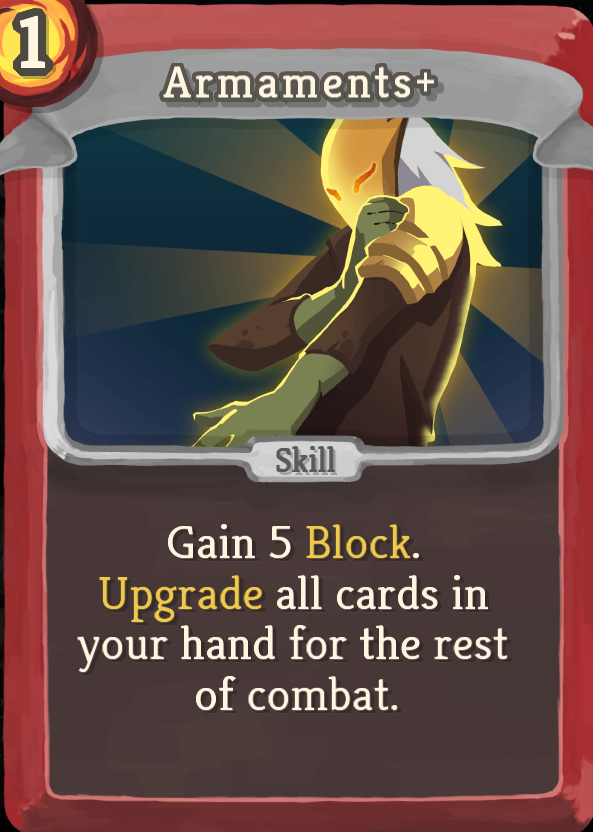 1
Armaments+
Skill
Gain 5 Block.
Upgrade all cards in
your hand for the rest
of combat.